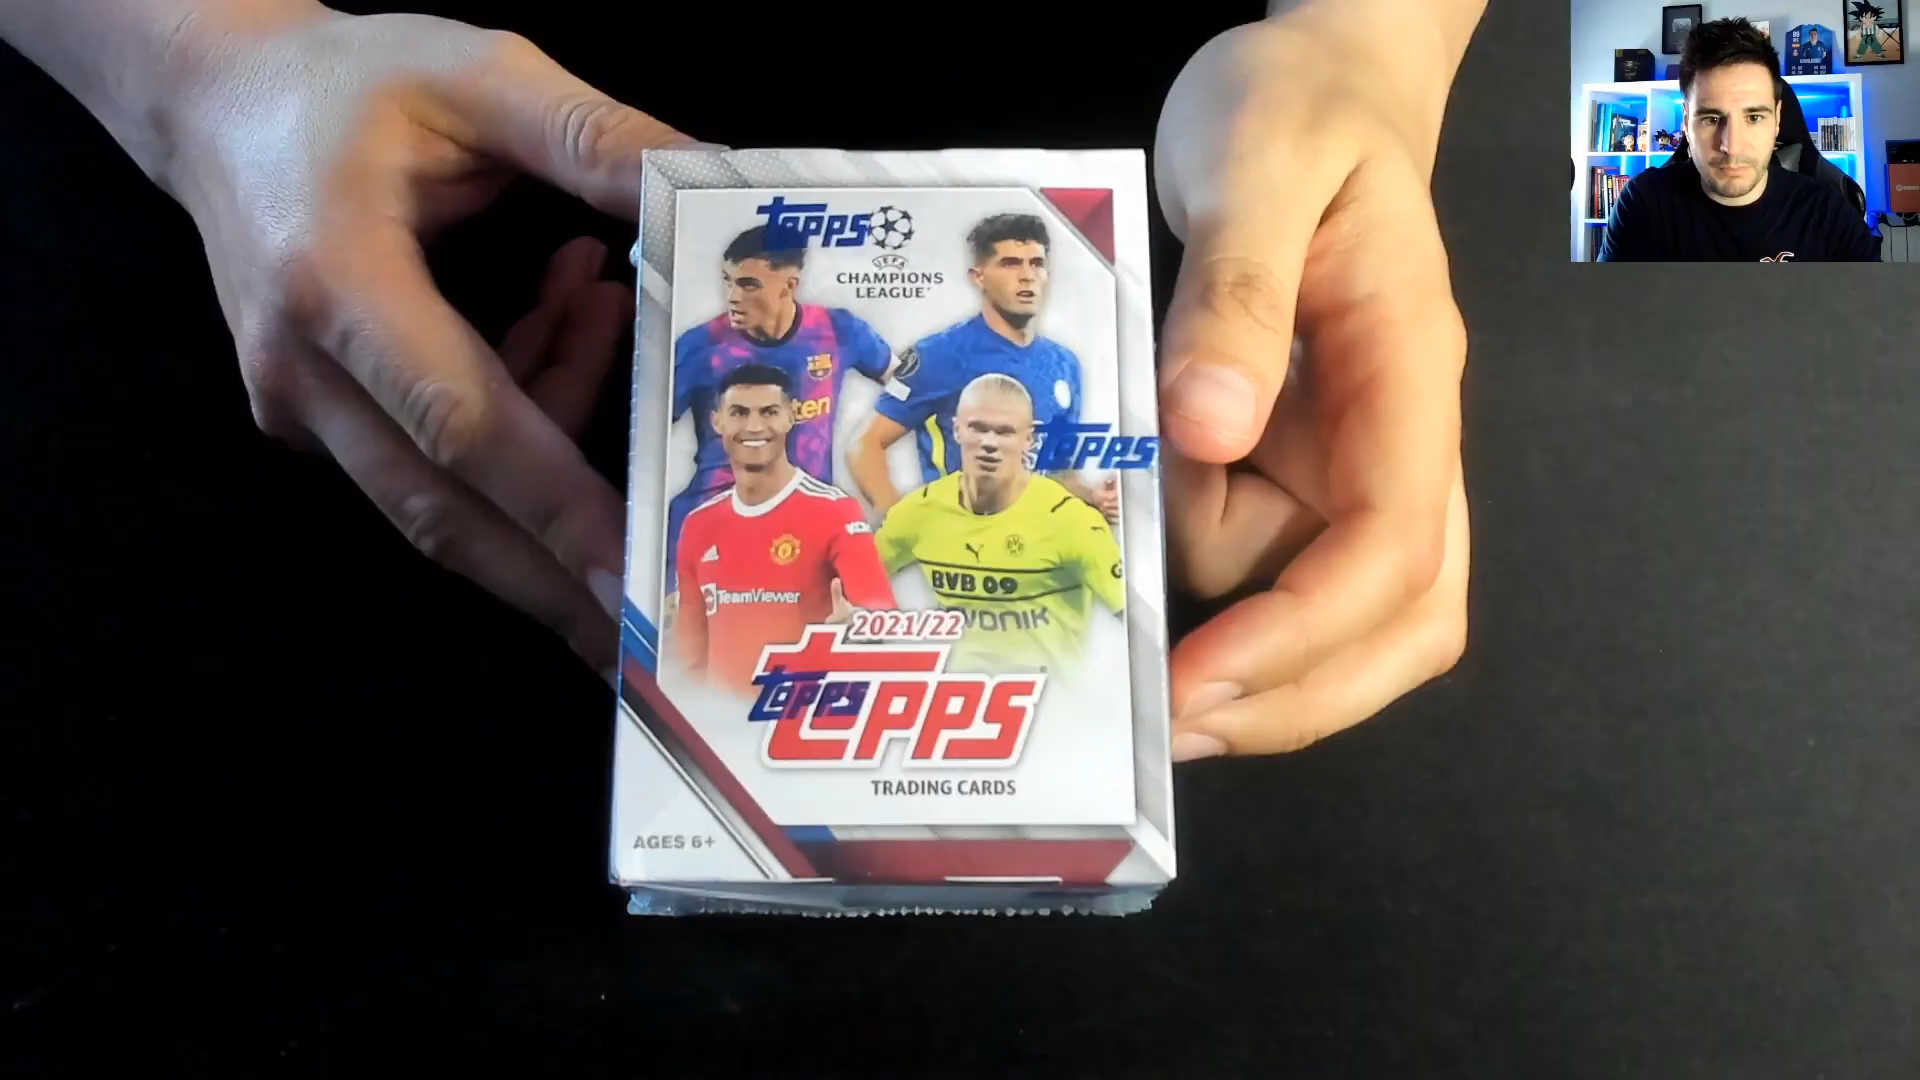 Topps
UEFA
CHAMPIONS
LEAGUE
ten
Topps
TeamViewer
BVB 09
VONIK
2021/22
Topps
Topps
TRADING CARDS
AGES 6+